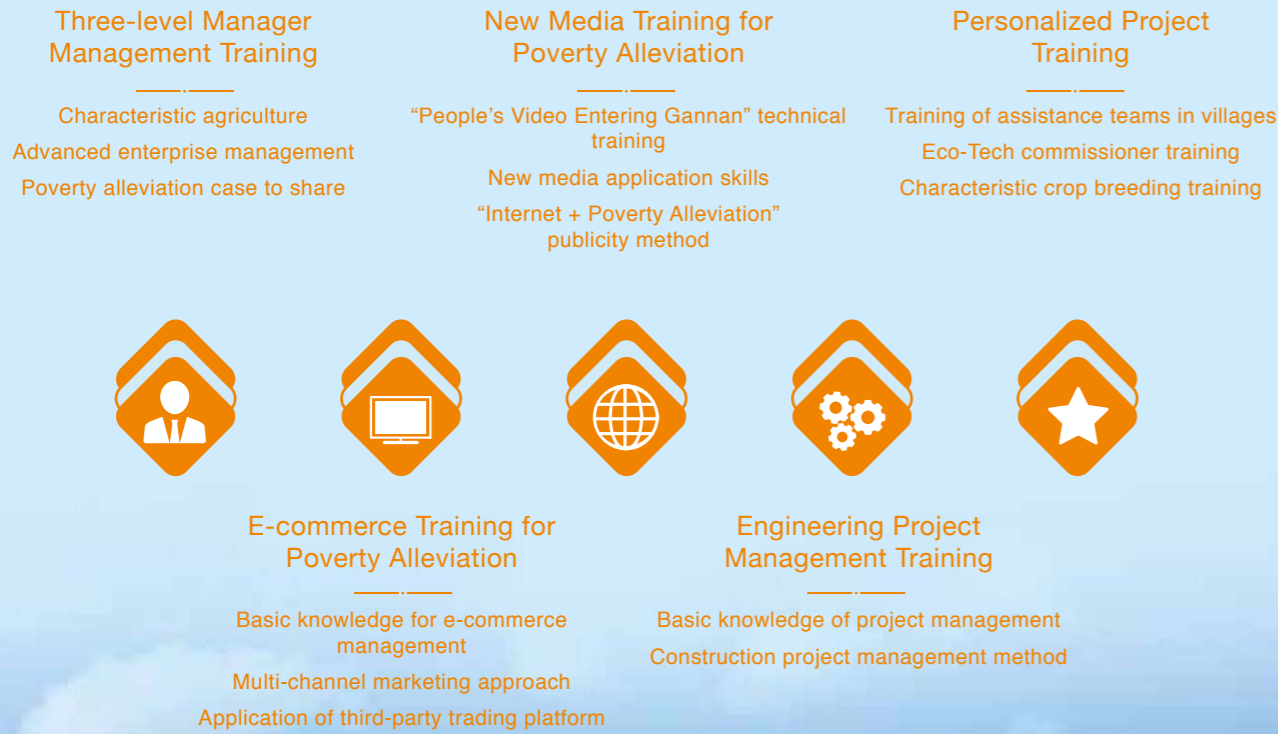 Three-level Manager
Management Training
Characteristic agriculture
Advanced enterprise management
Poverty alleviation case to share
New Media Training for
Poverty Alleviation
“People’s Video Entering Gannan” technical
training
New media application skills
“Internet + Poverty Alleviation”
publicity method
Personalized Project
Training
Training of assistance teams in villages
Eco-Tech commissioner training
Characteristic crop breeding training
E-commerce Training for
Poverty Alleviation
Basic knowledge for e-commerce
management
Multi-channel marketing approach
Application of third-party trading platform
Engineering Project
Management Training
Basic knowledge of project management
Construction project management method